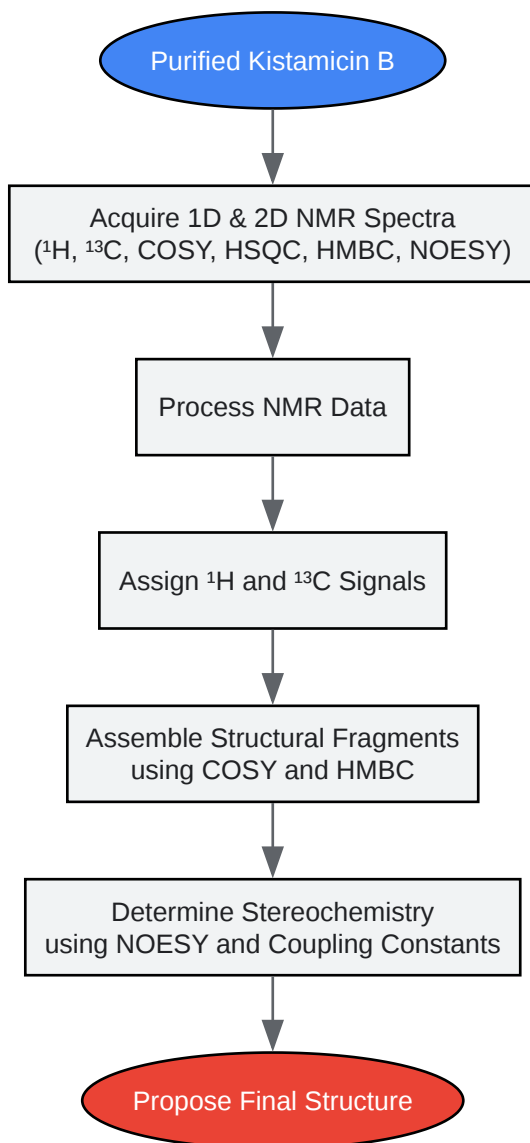 Purified Kistamicin B
Acquire 1D & 2D NMR Spectra
(¹H, ¹³C, COSY, HSQC, HMBC, NOESY)
Process NMR Data
Assign ¹H and ¹³C Signals
Assemble Structural Fragments
using COSY and HMBC
Determine Stereochemistry
using NOESY and Coupling Constants
Propose Final Structure